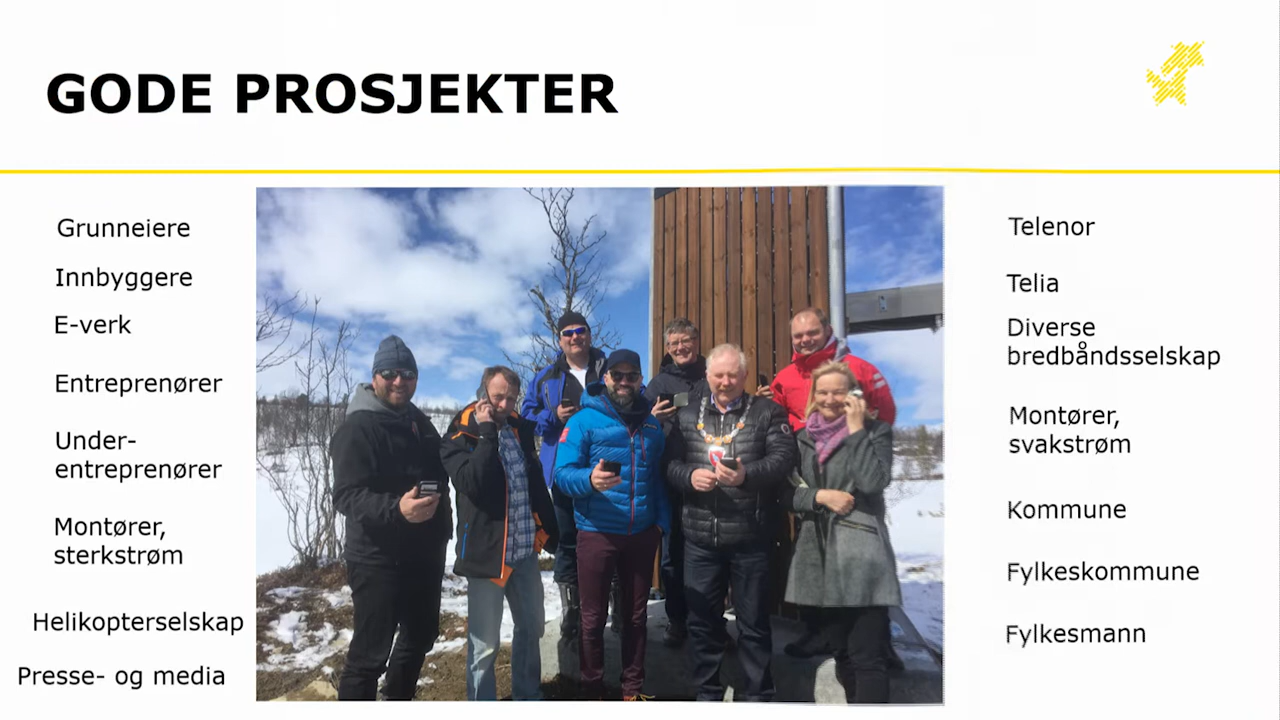 GODE PROSJEKTER
Grunneiere
Innbyggere
E-verk
Entreprenører
Under-
entreprenører
Montører,
sterkstrøm
Helikopterselskap
Presse- og media
Telenor
Telia
Diverse
bredbåndsselskap
Montører,
svakstrøm
Kommune
Fylkeskommune
Fylkesmann